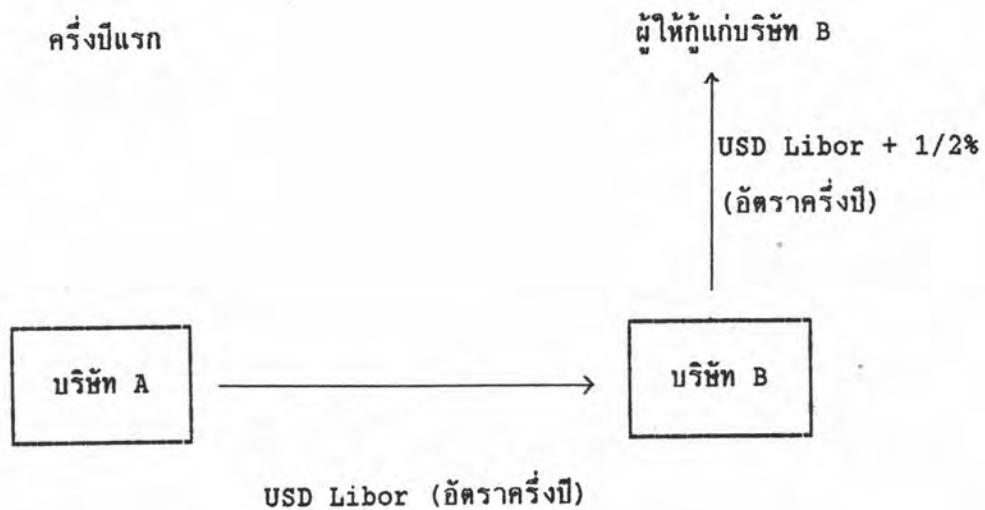 ครึ่งปีแรก
ผู้ให้กู้แก่บริษัท B
USD Libor + 1/2%
(อัตราครึ่งปี)
บริษัท A
บริษัท B
USD Libor (อัตราครึ่งปี)